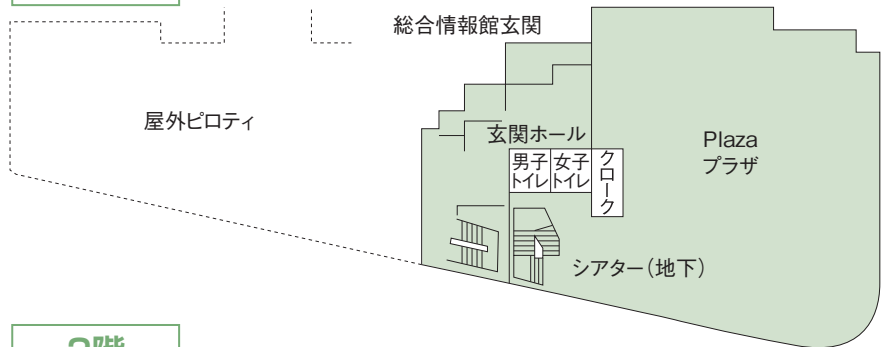 総合情報館玄関
屋外ピロティ
玄関ホール
Plaza
プラザ
男子
トイレ
女子
トイレ
クローク
シアター（地下）